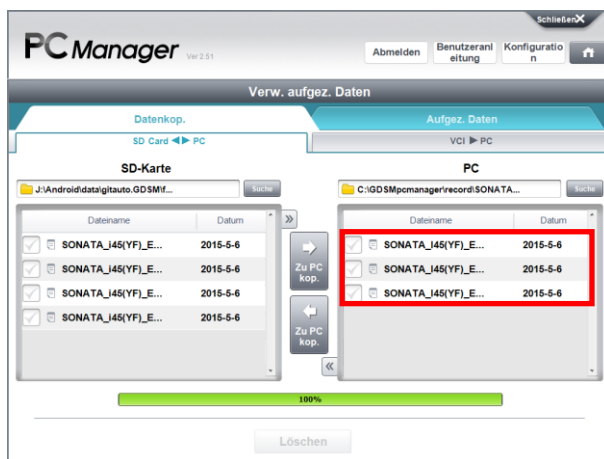 Schließen X
PC Manager Ver 2.51
Abmelden
Benutzeranl
eitung
Konfiguratio
n
Verw. aufgez. Daten
Datenkop.
Aufgez. Daten
SD Card ◀▶ PC
VCI ▶ PC
SD-Karte
PC
J:\Android\data\gitauto.GDSM\f...
Suche
C:\GDSMpcmanager\record\SONATA...
Suche
Dateiname Datum
SONATA_i45(YF)_E... 2015-5-6
SONATA_i45(YF)_E... 2015-5-6
SONATA_i45(YF)_E... 2015-5-6
SONATA_i45(YF)_E... 2015-5-6
»
Zu PC
kop.
Zu PC
kop.
«
Dateiname Datum
SONATA_i45(YF)_E... 2015-5-6
SONATA_i45(YF)_E... 2015-5-6
SONATA_i45(YF)_E... 2015-5-6
100%
Löschen